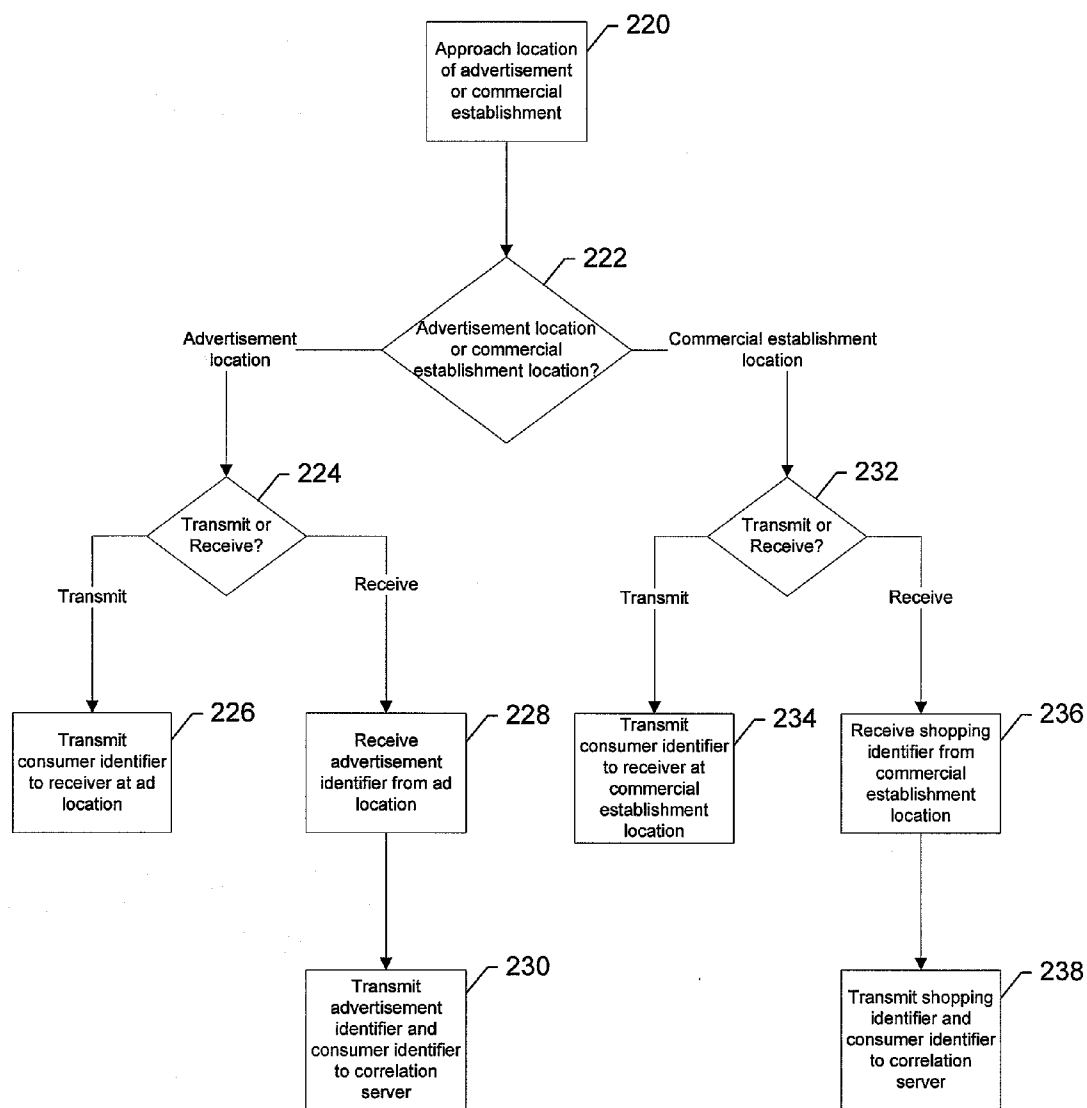 220
Approach location
of advertisement
or commercial
establishment
222
Advertisement location
or commercial
establishment location?
Advertisement
location
Commercial establishment
location
224
Transmit or
Receive?
232
Transmit or
Receive?
Transmit
Receive
Transmit
Receive
226
Transmit
consumer identifier
to receiver at ad
location
228
Receive
advertisement
identifier from ad
location
234
Transmit
consumer identifier
to receiver at
commercial
establishment
location
236
Receive shopping
identifier from
commercial
establishment
location
230
Transmit
advertisement
identifier and
consumer identifier
to correlation
server
238
Transmit shopping
identifier and
consumer identifier
to correlation
server